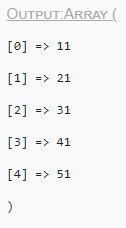 OUTPUT:ARRAY (
[0] => 11
[1] => 21
[2] => 31
[3] => 41
[4] => 51
)